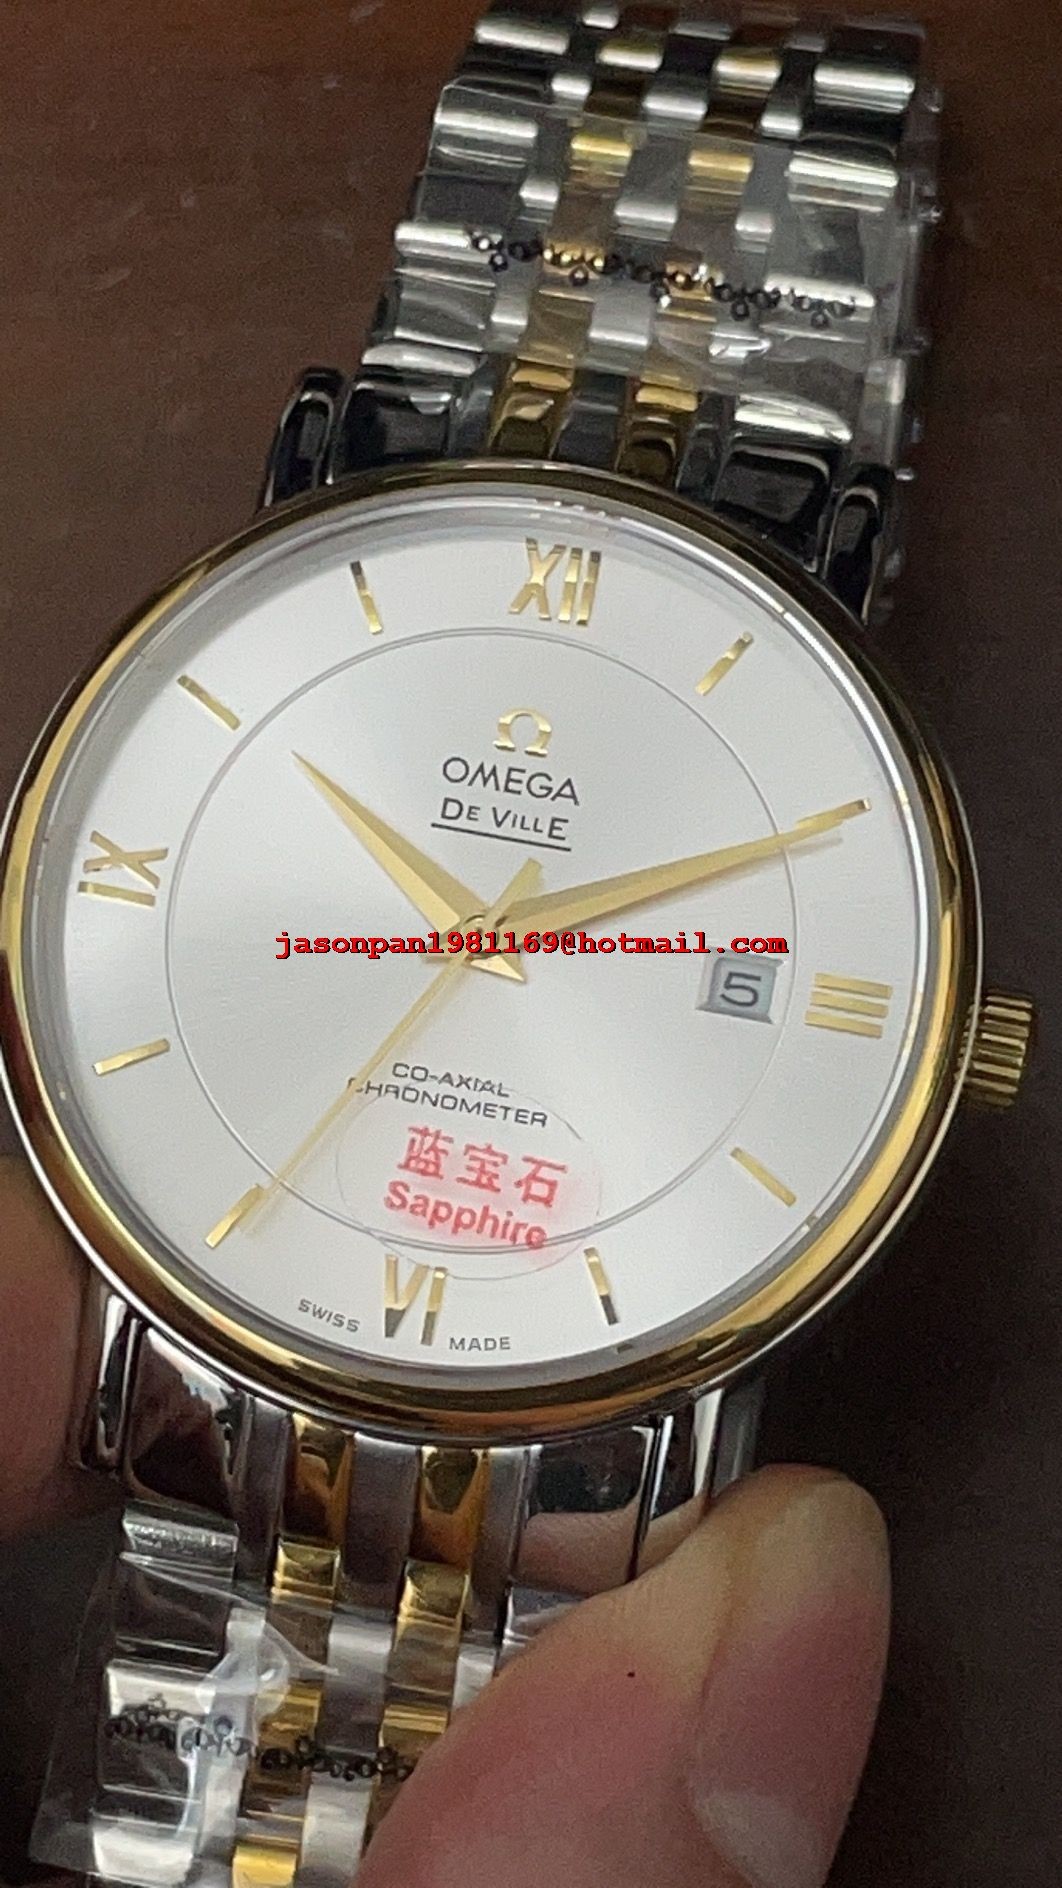 XII
Ω
OMEGA
DE VILLE
IX
jasonpan1981169@hotmail.com
5
III
CO-AXIAL
CHRONOMETER
蓝宝石
Sapphire
VI
SWISS MADE